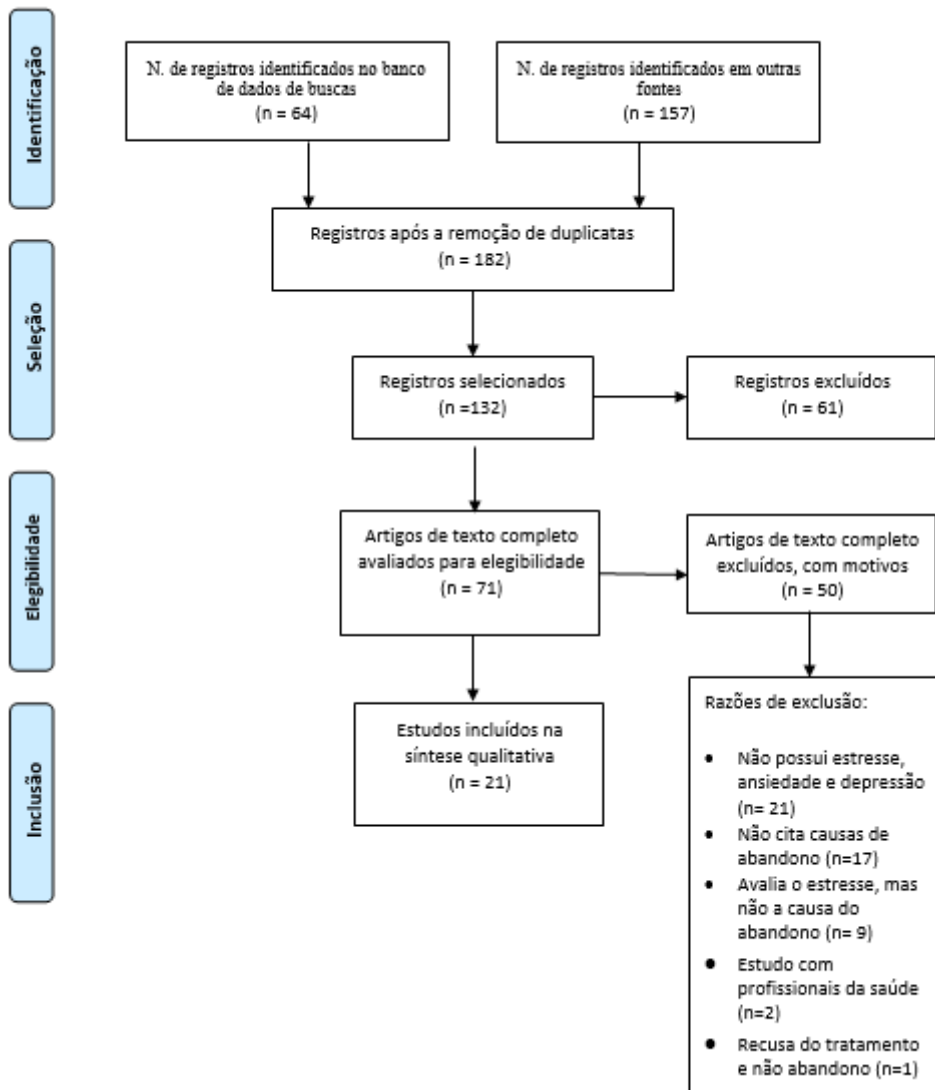 Identificação
N. de registros identificados no banco
de dados de buscas
(n = 64)
N. de registros identificados em outras
fontes
(n = 157)
Registros após a remoção de duplicatas
(n = 182)
Seleção
Registros selecionados
(n =132)
Registros excluídos
(n = 61)
Elegibilidade
Artigos de texto completo
avaliados para elegibilidade
(n = 71)
Artigos de texto completo
excluídos, com motivos
(n = 50)
Inclusão
Estudos incluídos na
síntese qualitativa
(n = 21)
Razões de exclusão:
• Não possui estresse,
ansiedade e depressão
(n= 21)
• Não cita causas de
abandono (n=17)
• Avalia o estresse, mas
não a causa do
abandono (n= 9)
• Estudo com
profissionais da saúde
(n=2)
• Recusa do tratamento
e não abandono (n=1)